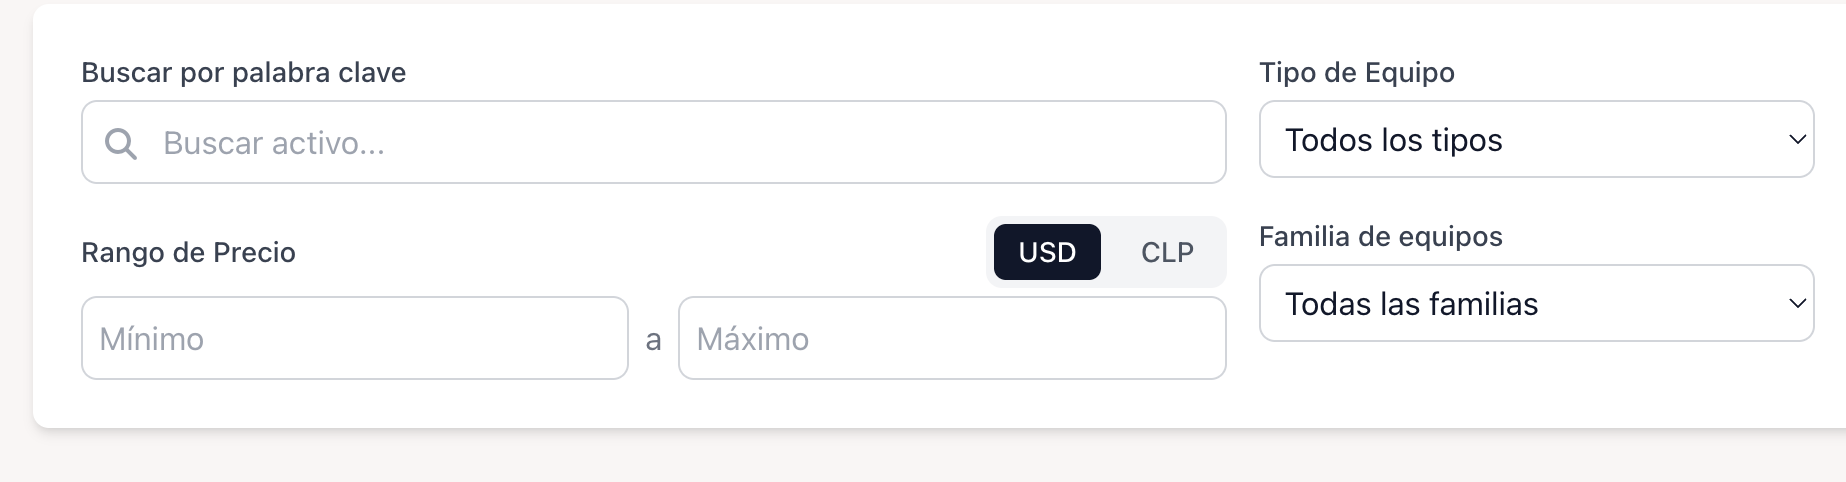 Buscar por palabra clave
Buscar activo...
Tipo de Equipo
Todos los tipos
Rango de Precio
USD CLP
Mínimo a Máximo
Familia de equipos
Todas las familias